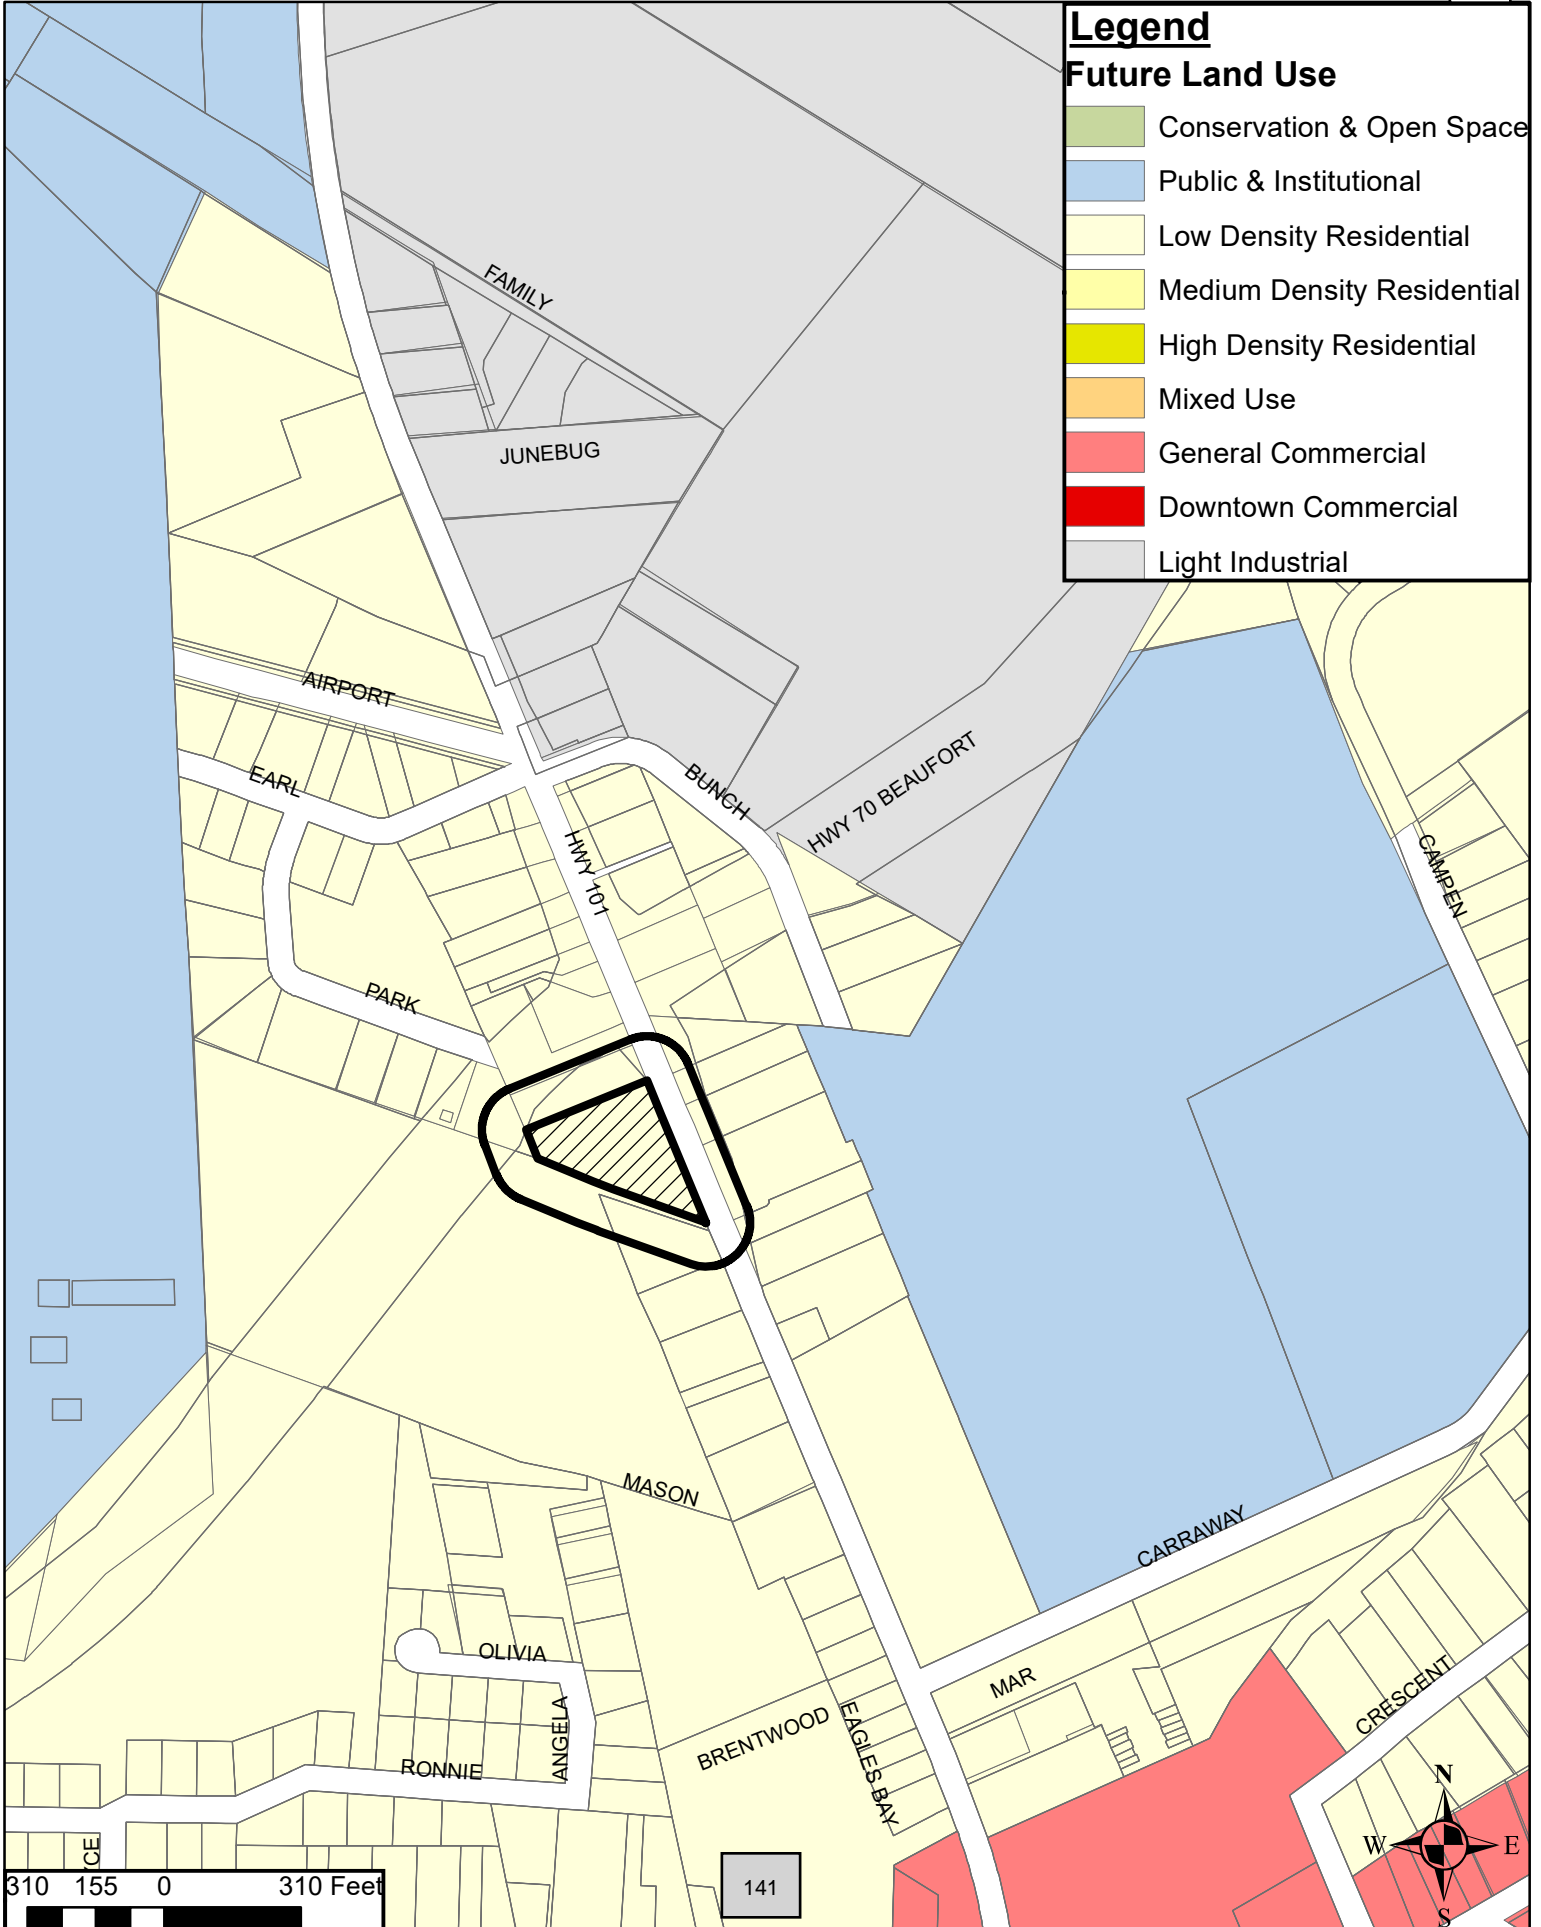 Legend
Future Land Use
Conservation & Open Space
Public & Institutional
Low Density Residential
Medium Density Residential
High Density Residential
Mixed Use
General Commercial
Downtown Commercial
Light Industrial
FAMILY
JUNEBUG
AIRPORT
EARL
BUNCH
HWY 70 BEAUFORT
HWY 101
CAMPEN
PARK
MASON
CARRAWAY
OLIVIA
MAR
CRESCENT
ANGELA
BRENTWOOD
EAGLES BAY
RONNIE
N
W
E
S
YCE
310 155 0 310 Feet
141